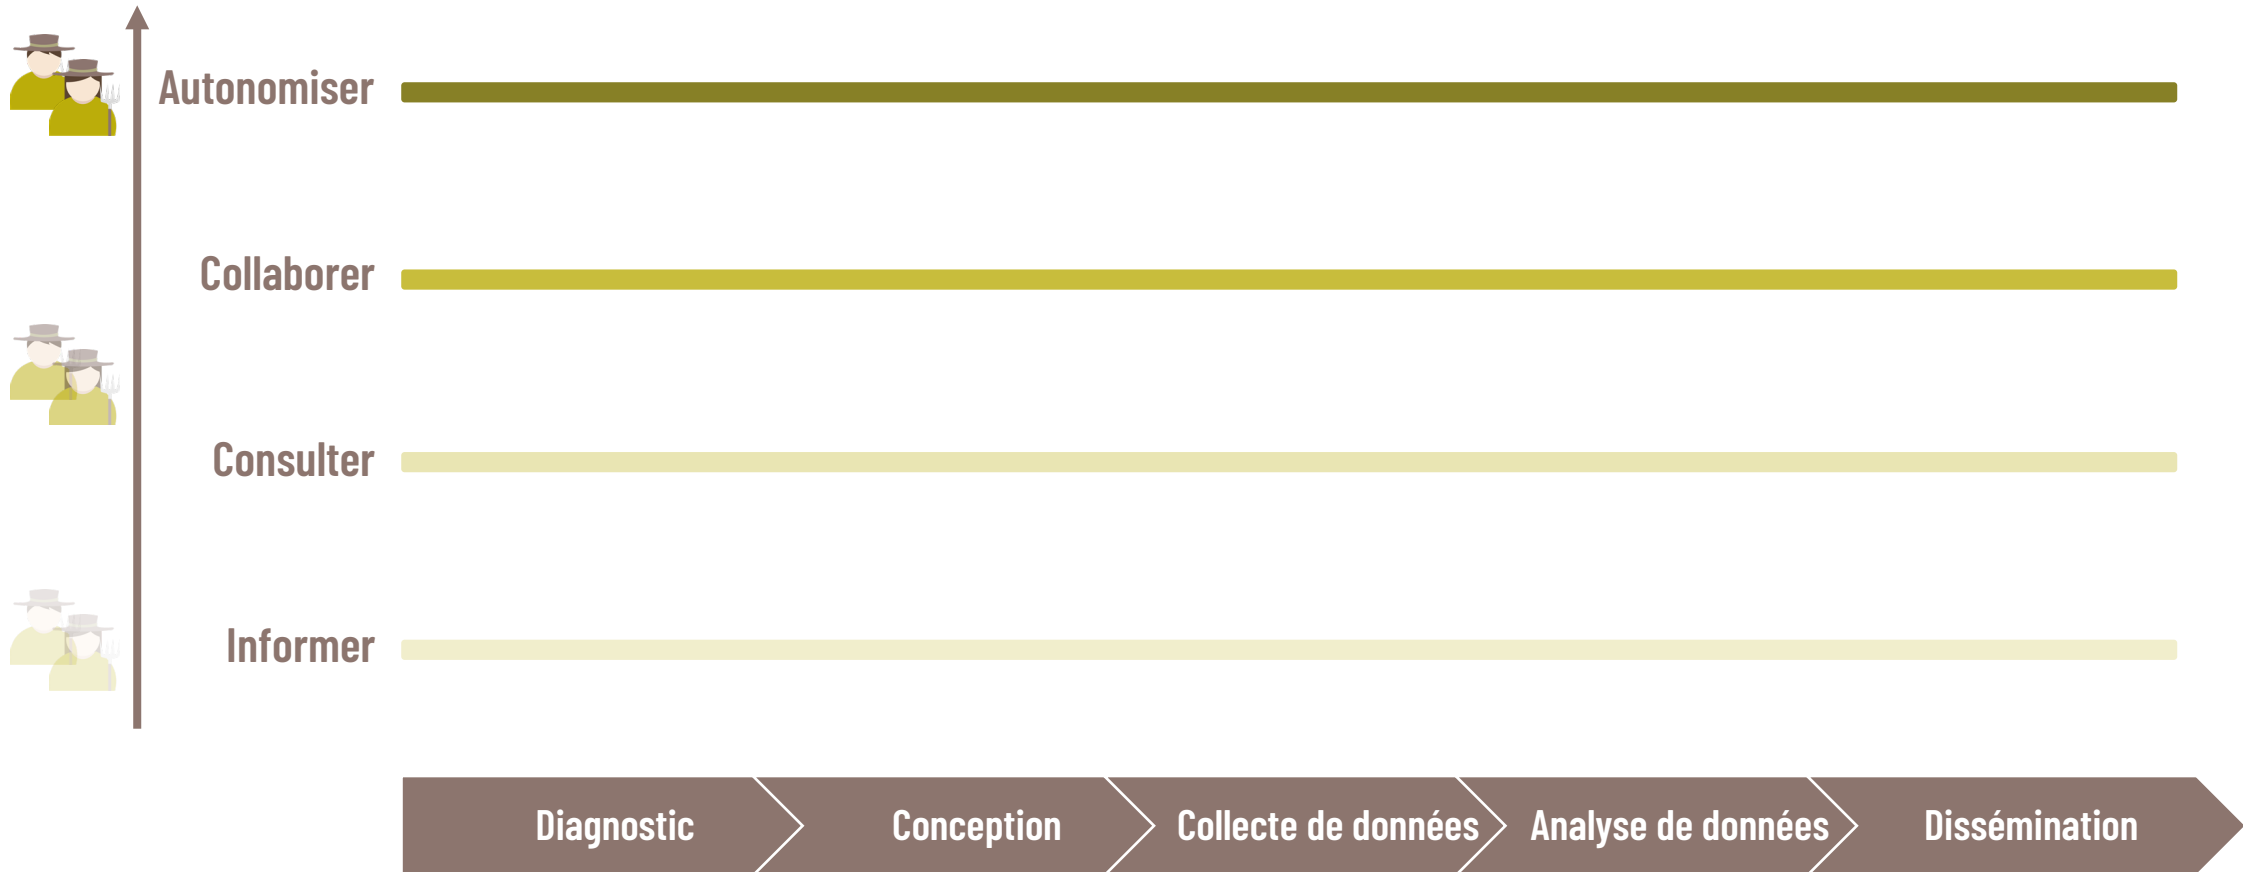 Autonomiser
Collaborer
Consulter
Informer
Diagnostic
Conception
Collecte de données
Analyse de données
Dissémination